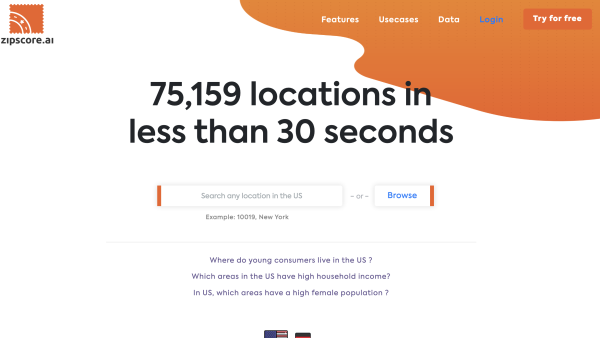 Features Usecases Data Login Try for free
zipscore.ai
75,159 locations in
less than 30 seconds
Search any location in the US - or - Browse
Example: 10019, New York
Where do young consumers live in the US ?
Which areas in the US have high household income?
In US, which areas have a high female population ?